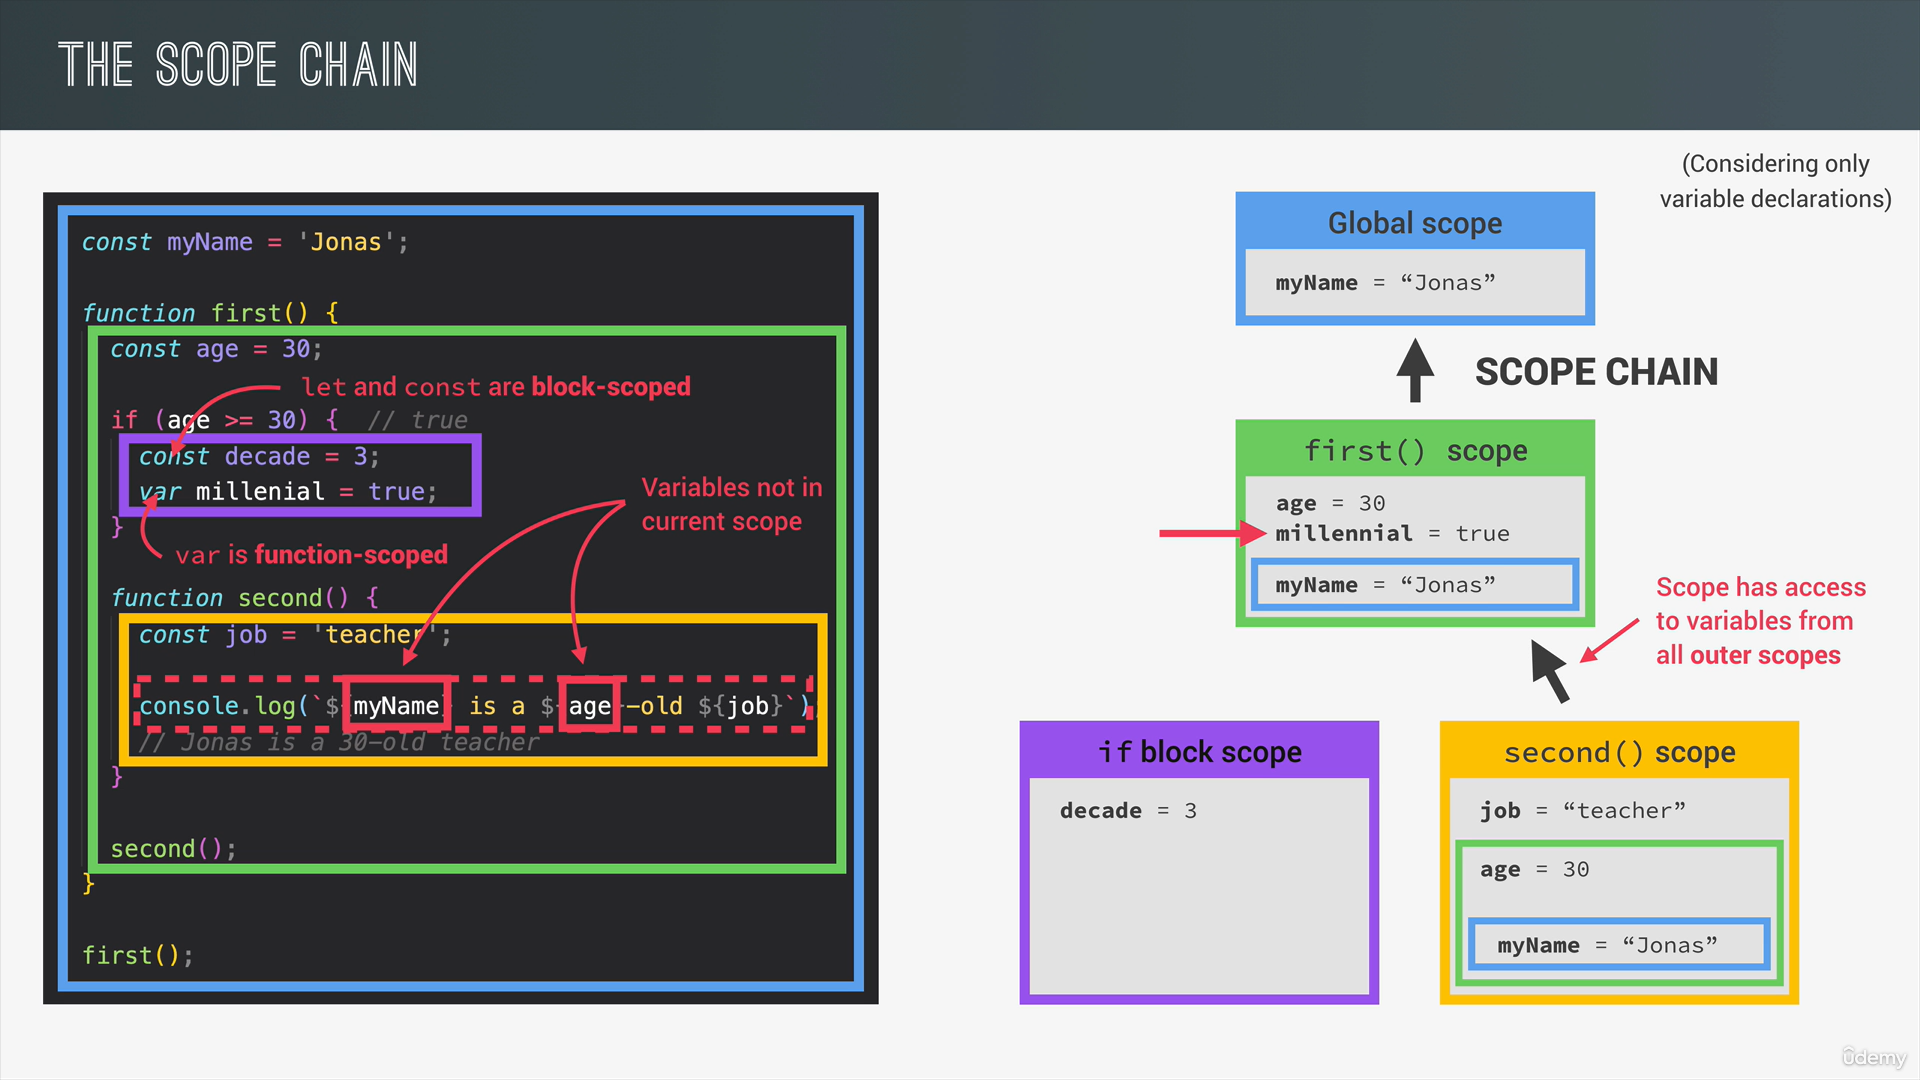 THE SCOPE CHAIN
(Considering only
variable declarations)
const myName = 'Jonas';
function first() {
const age = 30;
let and const are block-scoped
if (age >= 30) { // true
const decade = 3;
var millenial = true;
}
var is function-scoped
Variables not in
current scope
function second() {
const job = 'teacher';
console.log(`${myName} is a ${age}-old ${job}`);
// Jonas is a 30-old teacher
}
second();
}
first();
Global scope
myName = “Jonas”
SCOPE CHAIN
first() scope
age = 30
millennial = true
myName = “Jonas”
Scope has access
to variables from
all outer scopes
if block scope
decade = 3
second() scope
job = “teacher”
age = 30
myName = “Jonas”
ûdemy